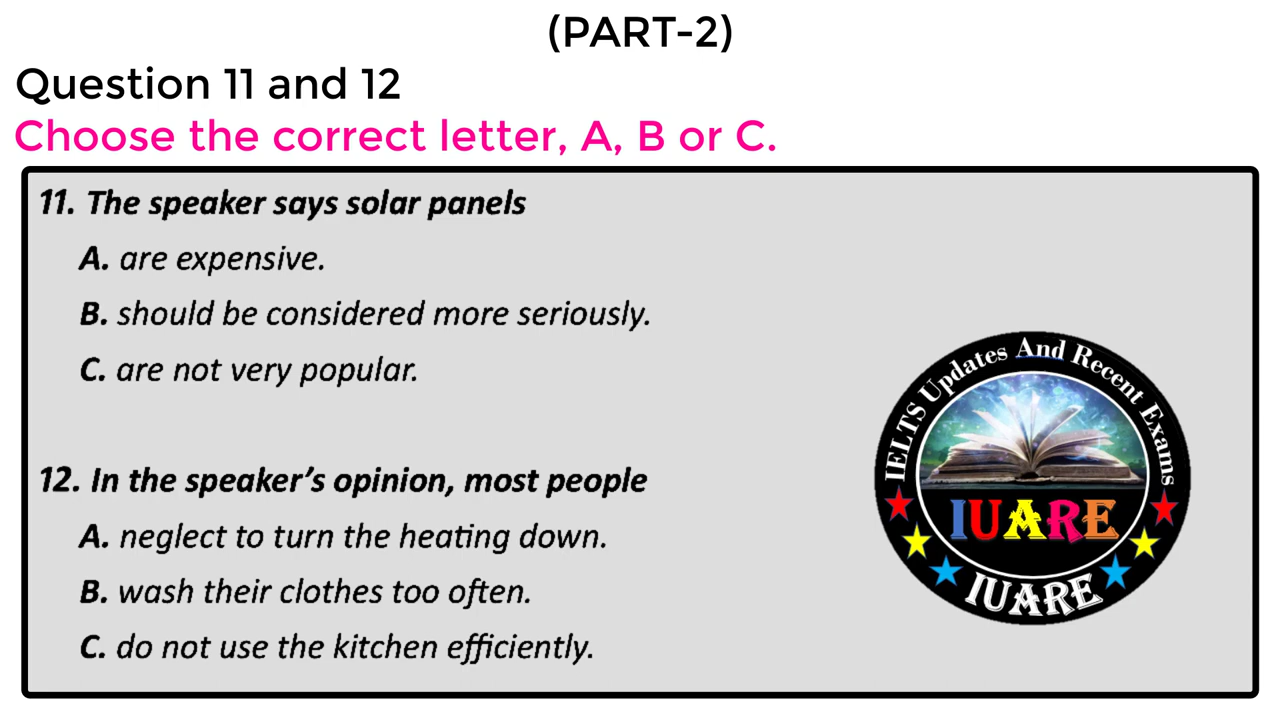 (PART-2)
Question 11 and 12
Choose the correct letter, A, B or C.
11. The speaker says solar panels
A. are expensive.
B. should be considered more seriously.
C. are not very popular.
12. In the speaker’s opinion, most people
A. neglect to turn the heating down.
B. wash their clothes too often.
C. do not use the kitchen efficiently.
IELTS Updates And Recent Exams
IUARE
IUARE